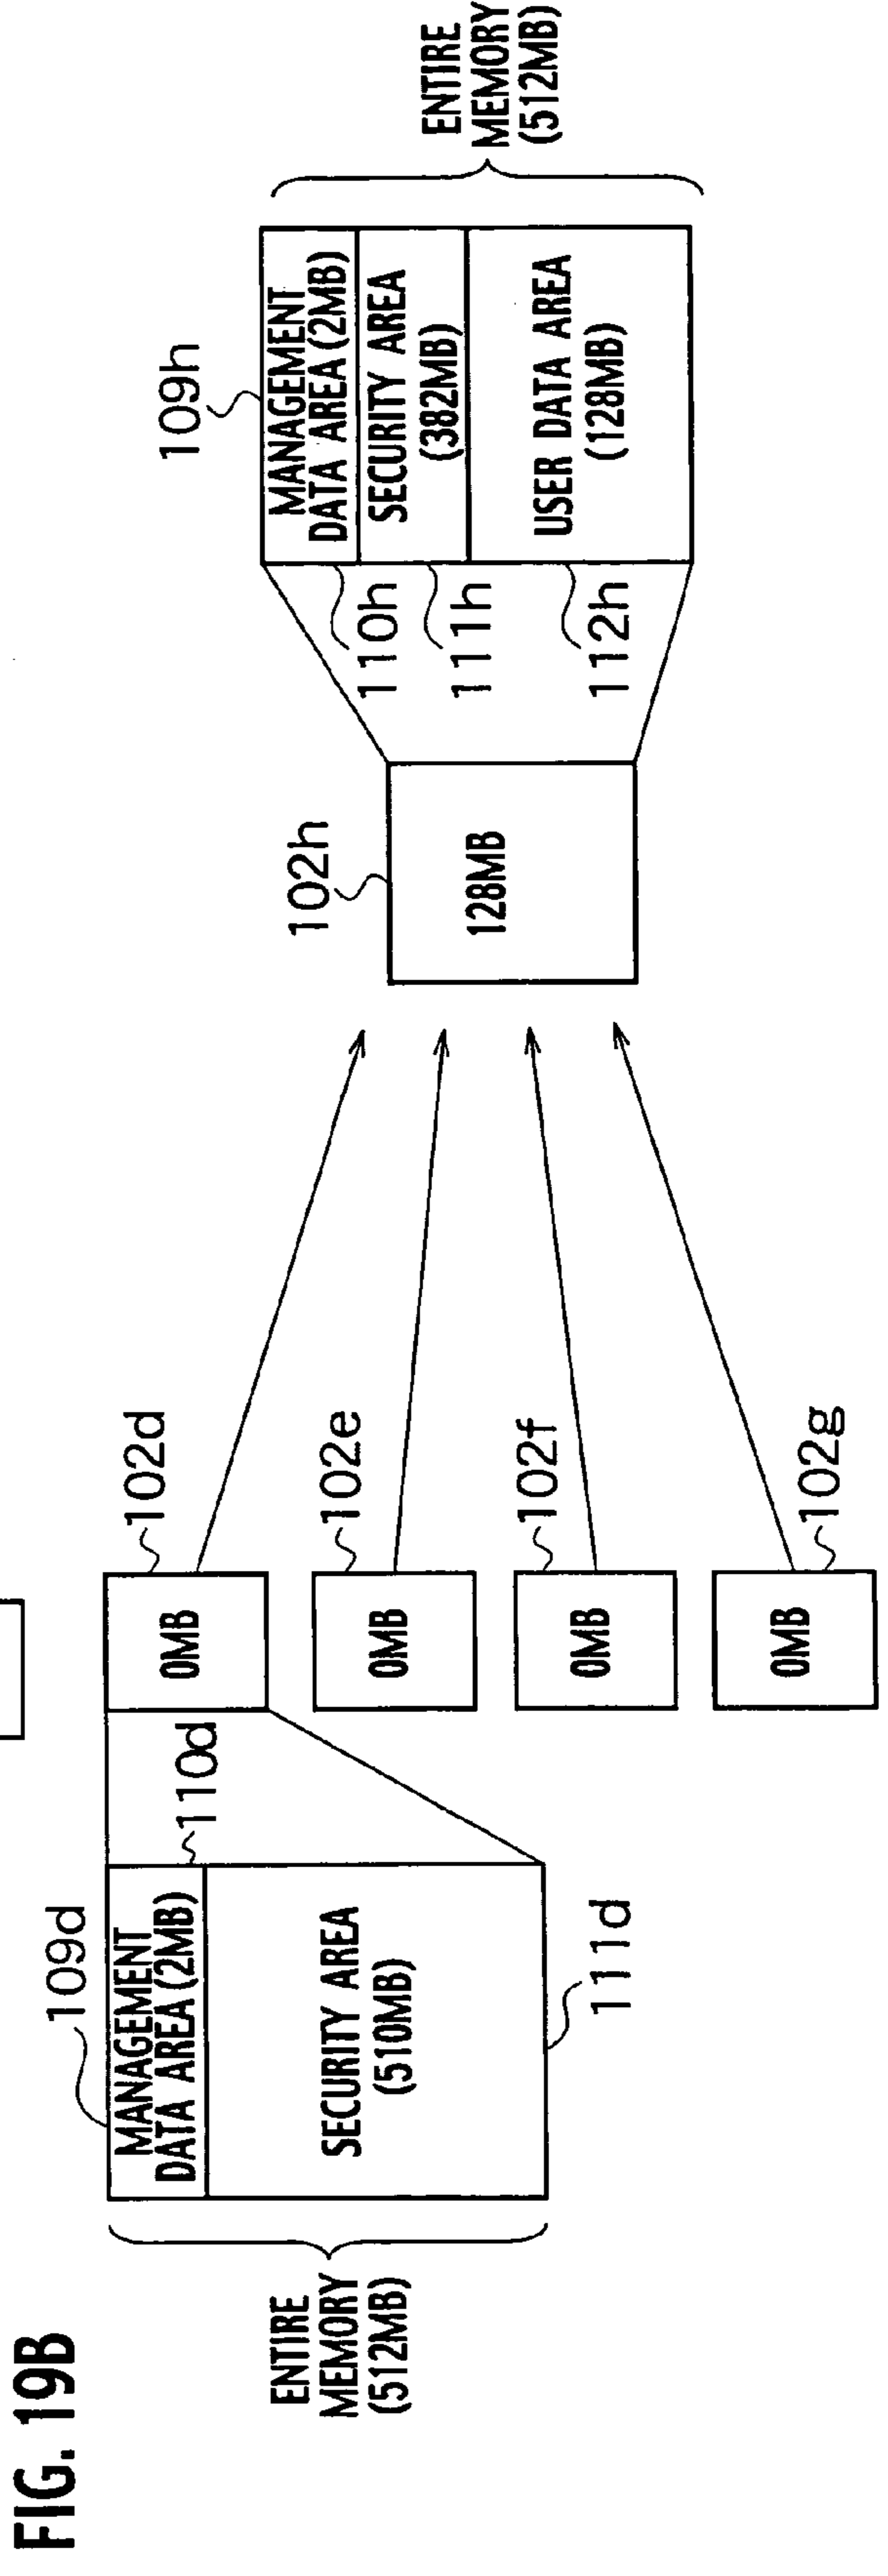 FIG. 19B
ENTIRE
MEMORY
(512MB)
109d
MANAGEMENT
DATA AREA (2MB)
110d
SECURITY AREA
(510MB)
111d
0MB
102d
0MB
102e
0MB
102f
0MB
102g
102h
128MB
109h
MANAGEMENT
DATA AREA (2MB)
110h
SECURITY AREA
(382MB)
111h
USER DATA AREA
(128MB)
112h
ENTIRE
MEMORY
(512MB)